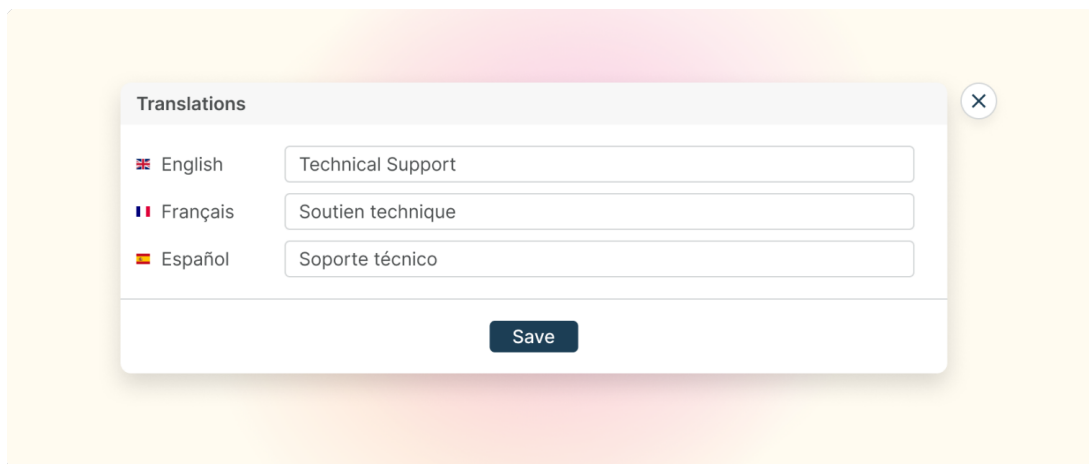 Translations
English Technical Support
Français Soutien technique
Español Soporte técnico
Save